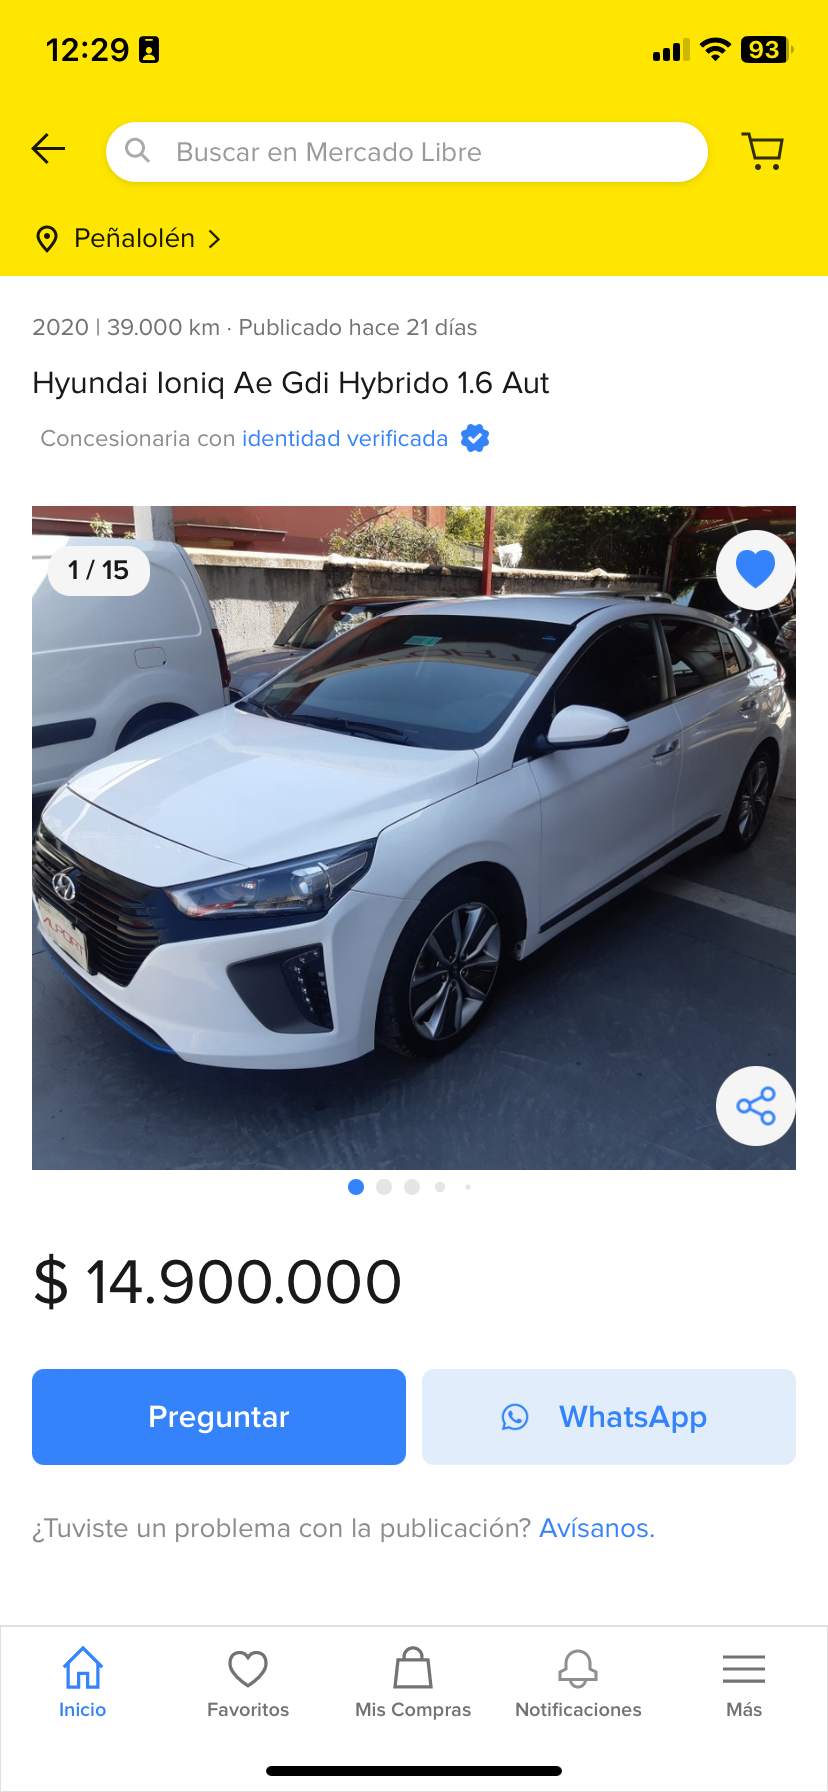 12:29
93
Buscar en Mercado Libre
Peñalolén
2020 | 39.000 km · Publicado hace 21 días
Hyundai Ioniq Ae Gdi Hybrido 1.6 Aut
Concesionaria con identidad verificada
1 / 15
$ 14.900.000
Preguntar
WhatsApp
¿Tuviste un problema con la publicación? Avísanos.
Inicio
Favoritos
Mis Compras
Notificaciones
Más